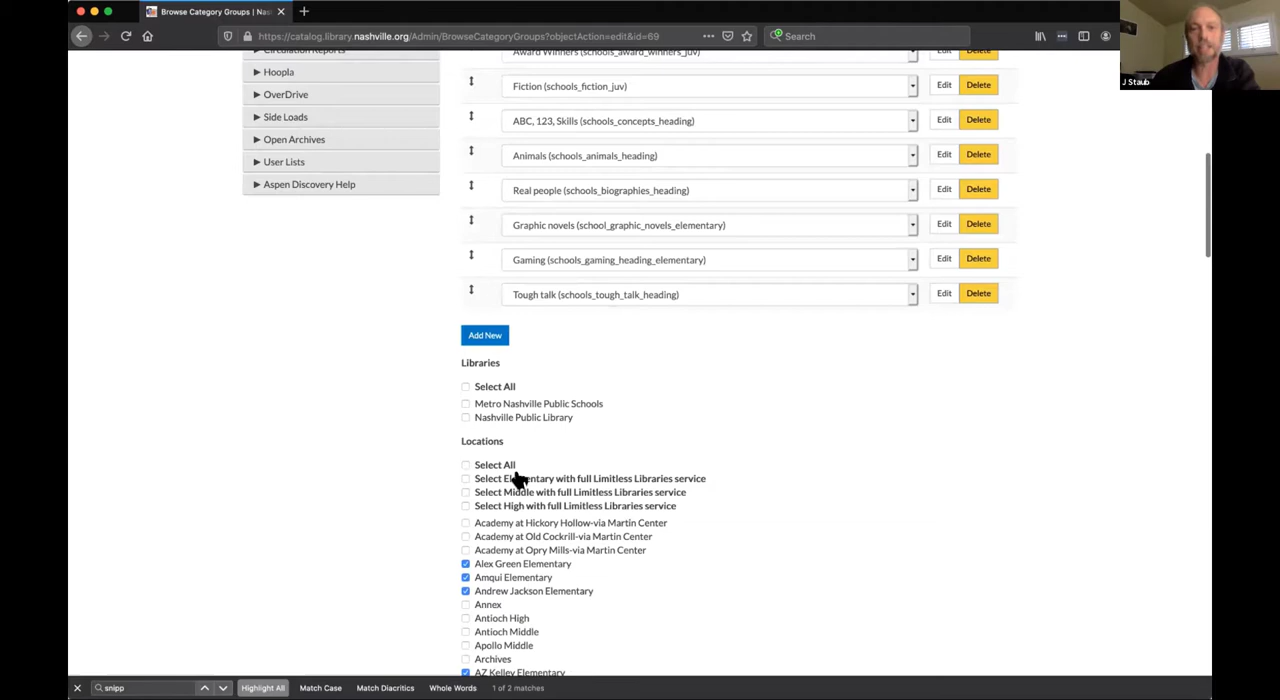 Browse Category Groups | Nas
https://catalog.library.nashville.org/Admin/BrowseCategoryGroups?objectAction=edit&id=69
Search
J Staub
Circulation Reports
Hoopla
OverDrive
Side Loads
Open Archives
User Lists
Aspen Discovery Help
Award Winners (schools_award_winners_juv) Edit Delete
Fiction (schools_fiction_juv) Edit Delete
ABC, 123, Skills (schools_concepts_heading) Edit Delete
Animals (schools_animals_heading) Edit Delete
Real people (schools_biographies_heading) Edit Delete
Graphic novels (school_graphic_novels_elementary) Edit Delete
Gaming (schools_gaming_heading_elementary) Edit Delete
Tough talk (schools_tough_talk_heading) Edit Delete
Add New
Libraries
Select All
Metro Nashville Public Schools
Nashville Public Library
Locations
Select All
Select Elementary with full Limitless Libraries service
Select Middle with full Limitless Libraries service
Select High with full Limitless Libraries service
Academy at Hickory Hollow-via Martin Center
Academy at Old Cockrill-via Martin Center
Academy at Opry Mills-via Martin Center
Alex Green Elementary
Amqui Elementary
Andrew Jackson Elementary
Annex
Antioch High
Antioch Middle
Apollo Middle
Archives
AZ Kelley Elementary
snipp
Highlight All Match Case Match Diacritics Whole Words 1 of 2 matches